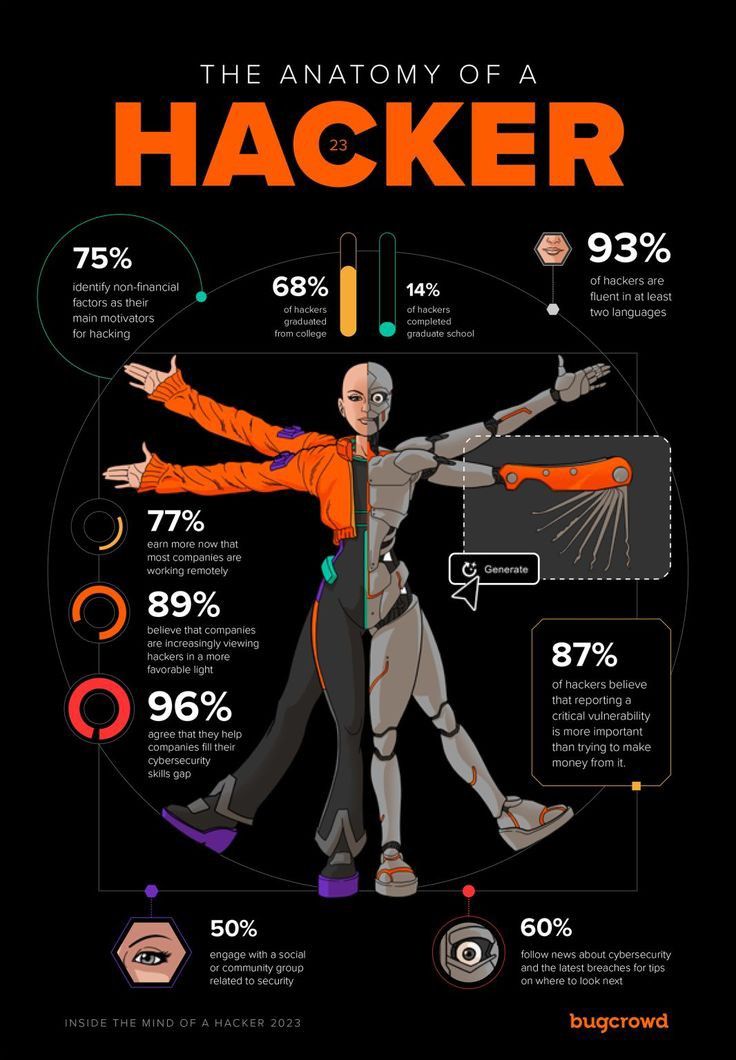 THE ANATOMY OF A
HACKER
23
75%
identify non-financial
factors as their
main motivators
for hacking
68%
of hackers
graduated
from college
14%
of hackers
completed
graduate school
93%
of hackers are
fluent in at least
two languages
77%
earn more now that
most companies are
working remotely
89%
believe that companies
are increasingly viewing
hackers in a more
favorable light
96%
agree that they help
companies fill their
cybersecurity
skills gap
Generate
87%
of hackers believe
that reporting a
critical vulnerability
is more important
than trying to make
money from it.
50%
engage with a social
or community group
related to security
60%
follow news about cybersecurity
and the latest breaches for tips
on where to look next
INSIDE THE MIND OF A HACKER 2023
bugcrowd